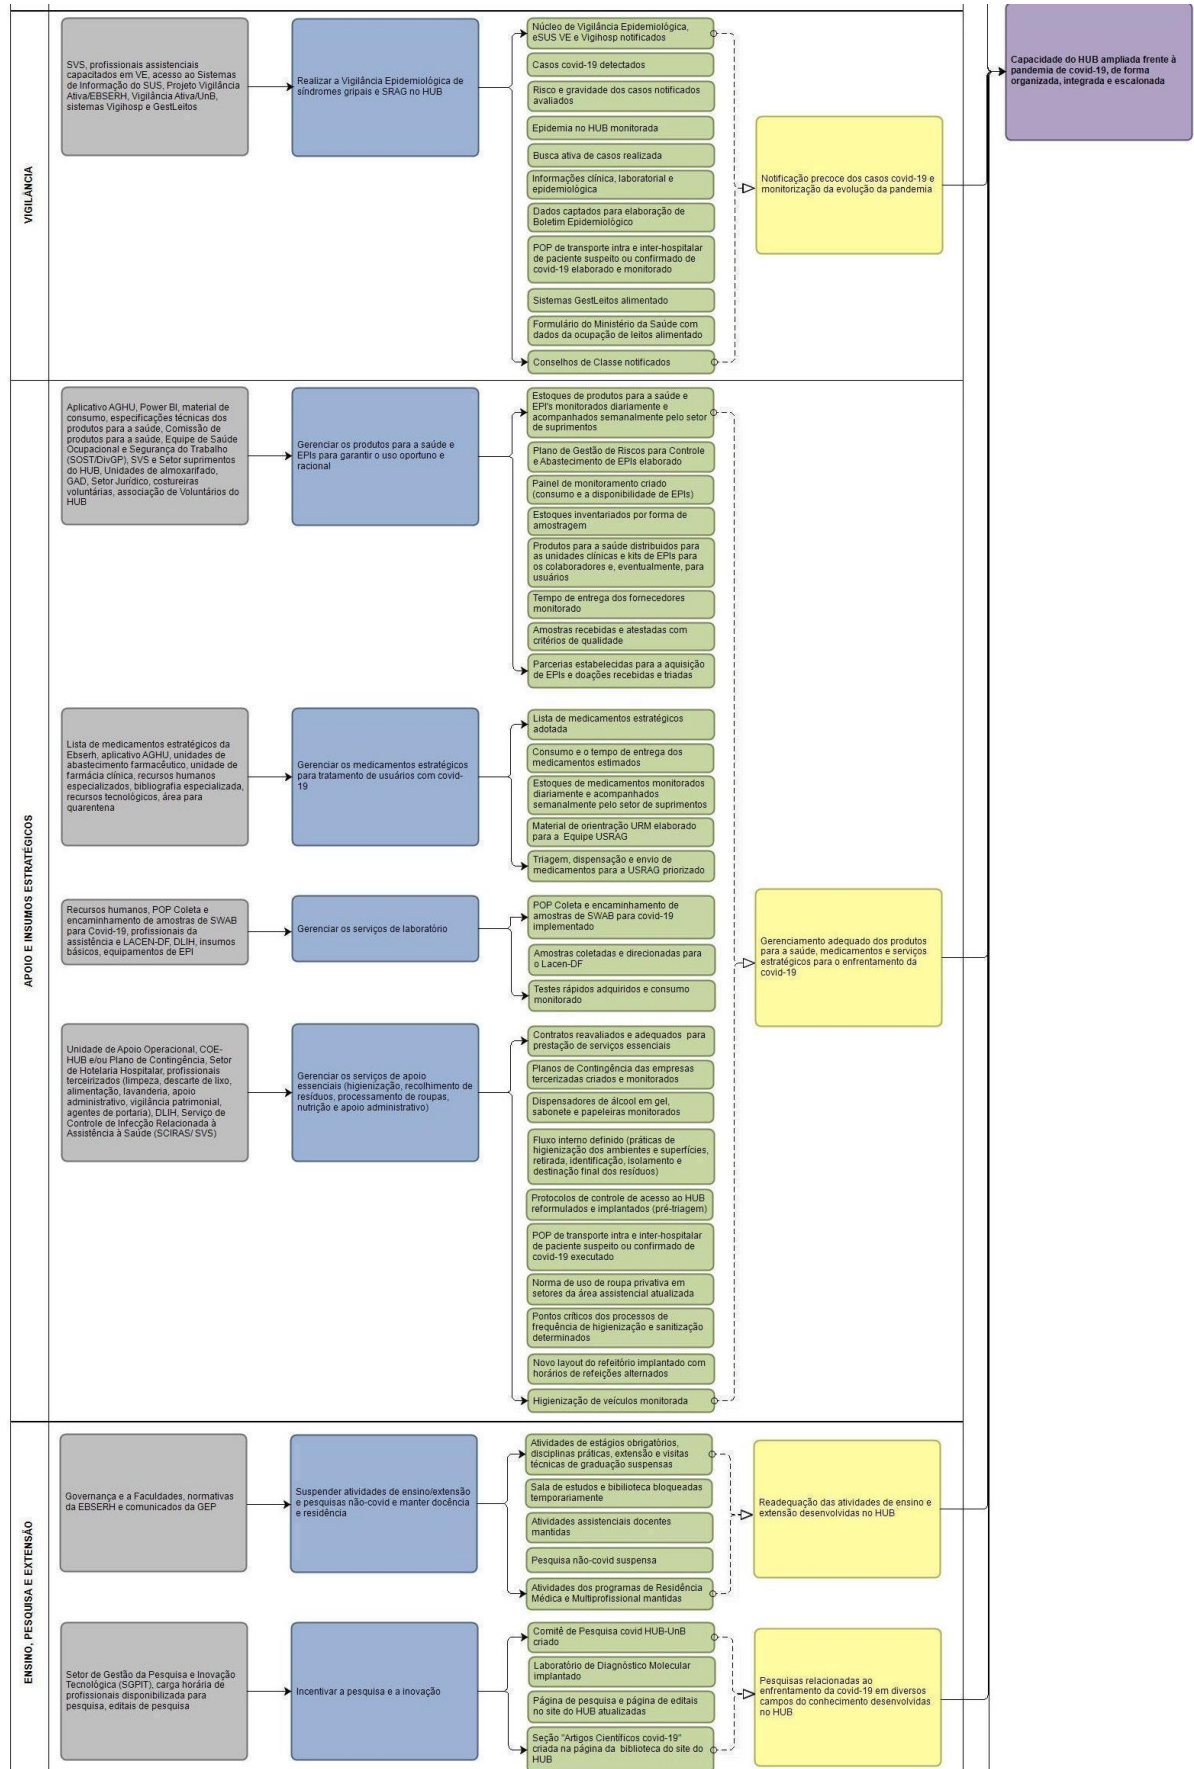 VIGILÂNCIA
SVS, profissionais assistenciais
capacitados em VE, acesso ao Sistemas
de Informação do SUS, Projeto Vigilância
Ativa/EBSERH, Vigilância Ativa/UnB,
sistemas Vigihosp e GestLeitos
Realizar a Vigilância Epidemiológica de
síndromes gripais e SRAG no HUB
Núcleo de Vigilância Epidemiológica,
eSUS VE e Vigihosp notificados
Casos covid-19 detectados
Risco e gravidade dos casos notificados
avaliados
Epidemia no HUB monitorada
Busca ativa de casos realizada
Informações clínica, laboratorial e
epidemiológica
Dados captados para elaboração de
Boletim Epidemiológico
POP de transporte intra e inter-hospitalar
de paciente suspeito ou confirmado de
covid-19 elaborado e monitorado
Sistemas GestLeitos alimentado
Formulário do Ministério da Saúde com
dados da ocupação de leitos alimentado
Conselhos de Classe notificados
Notificação precoce dos casos covid-19 e
monitorização da evolução da pandemia
Capacidade do HUB ampliada frente à
pandemia de covid-19, de forma
organizada, integrada e escalonada
APOIO E INSUMOS ESTRATÉGICOS
Aplicativo AGHU, Power BI, material de
consumo, especificações técnicas dos
produtos para a saúde, Comissão de
produtos para a saúde, Equipe de Saúde
Ocupacional e Segurança do Trabalho
(SOST/DivGP), SVS e Setor suprimentos
do HUB, Unidades de almoxarifado,
GAD, Setor Jurídico, costureiras
voluntárias, associação de Voluntários do
HUB
Gerenciar os produtos para a saúde e
EPIs para garantir o uso oportuno e
racional
Estoques de produtos para a saúde e
EPI's monitorados diariamente e
acompanhados semanalmente pelo setor
de suprimentos
Plano de Gestão de Riscos para Controle
e Abastecimento de EPIs elaborado
Painel de monitoramento criado
(consumo e a disponibilidade de EPIs)
Estoques inventariados por forma de
amostragem
Produtos para a saúde distribuidos para
as unidades clínicas e kits de EPIs para
os colaboradores e, eventualmente, para
usuários
Tempo de entrega dos fornecedores
monitorado
Amostras recebidas e atestadas com
critérios de qualidade
Parcerias estabelecidas para a aquisição
de EPIs e doações recebidas e triadas
Lista de medicamentos estratégicos da
Ebserh, aplicativo AGHU, unidades de
abastecimento farmacêutico, unidade de
farmácia clínica, recursos humanos
especializados, bibliografia especializada,
recursos tecnológicos, área para
quarentena
Gerenciar os medicamentos estratégicos
para tratamento de usuários com covid-
19
Lista de medicamentos estratégicos
adotada
Consumo e o tempo de entrega dos
medicamentos estimados
Estoques de medicamentos monitorados
diariamente e acompanhados
semanalmente pelo setor de suprimentos
Material de orientação URM elaborado
para a Equipe USRAG
Triagem, dispensação e envio de
medicamentos para a USRAG priorizado
Recursos humanos, POP Coleta e
encaminhamento de amostras de SWAB
para Covid-19, profissionais da
assistência e LACEN-DF, DLIH, insumos
básicos, equipamentos de EPI
Gerenciar os serviços de laboratório
POP Coleta e encaminhamento de
amostras de SWAB para covid-19
implementado
Amostras coletadas e direcionadas para
o Lacen-DF
Testes rápidos adquiridos e consumo
monitorado
Gerenciamento adequado dos produtos
para a saúde, medicamentos e serviços
estratégicos para o enfrentamento da
covid-19
Unidade de Apoio Operacional, COE-
HUB e/ou Plano de Contingência, Setor
de Hotelaria Hospitalar, profissionais
terceirizados (limpeza, descarte de lixo,
alimentação, lavanderia, apoio
administrativo, vigilância patrimonial,
agentes de portaria), DLIH, Serviço de
Controle de Infecção Relacionada à
Assistência à Saúde (SCIRAS/ SVS)
Gerenciar os serviços de apoio
essenciais (higienização, recolhimento de
resíduos, processamento de roupas,
nutrição e apoio administrativo)
Contratos reavaliados e adequados para
prestação de serviços essenciais
Planos de Contingência das empresas
tercerizadas criados e monitorados
Dispensadores de álcool em gel,
sabonete e papeleiras monitorados
Fluxo interno definido (práticas de
higienização dos ambientes e superfícies,
retirada, identificação, isolamento e
destinação final dos resíduos)
Protocolos de controle de acesso ao HUB
reformulados e implantados (pré-triagem)
POP de transporte intra e inter-hospitalar
de paciente suspeito ou confirmado de
covid-19 executado
Norma de uso de roupa privativa em
setores da área assistencial atualizada
Pontos críticos dos processos de
frequência de higienização e sanitização
determinados
Novo layout do refeitório implantado com
horários de refeições alternados
Higienização de veículos monitorada
ENSINO, PESQUISA E EXTENSÃO
Governança e a Faculdades, normativas
da EBSERH e comunicados da GEP
Suspender atividades de ensino/extensão
e pesquisas não-covid e manter docência
e residência
Atividades de estágios obrigatórios,
disciplinas práticas, extensão e visitas
técnicas de graduação suspensas
Sala de estudos e bibilioteca bloqueadas
temporariamente
Atividades assistenciais docentes
mantidas
Pesquisa não-covid suspensa
Atividades dos programas de Residência
Médica e Multiprofissional mantidas
Readequação das atividades de ensino e
extensão desenvolvidas no HUB
Setor de Gestão da Pesquisa e Inovação
Tecnológica (SGPIT), carga horária de
profissionais disponibilizada para
pesquisa, editais de pesquisa
Incentivar a pesquisa e a inovação
Comitê de Pesquisa covid HUB-UnB
criado
Laboratório de Diagnóstico Molecular
implantado
Página de pesquisa e página de editais
no site do HUB atualizadas
Seção "Artigos Científicos covid-19"
criada na página da biblioteca do site do
HUB
Pesquisas relacionadas ao
enfrentamento da covid-19 em diversos
campos do conhecimento desenvolvidas
no HUB